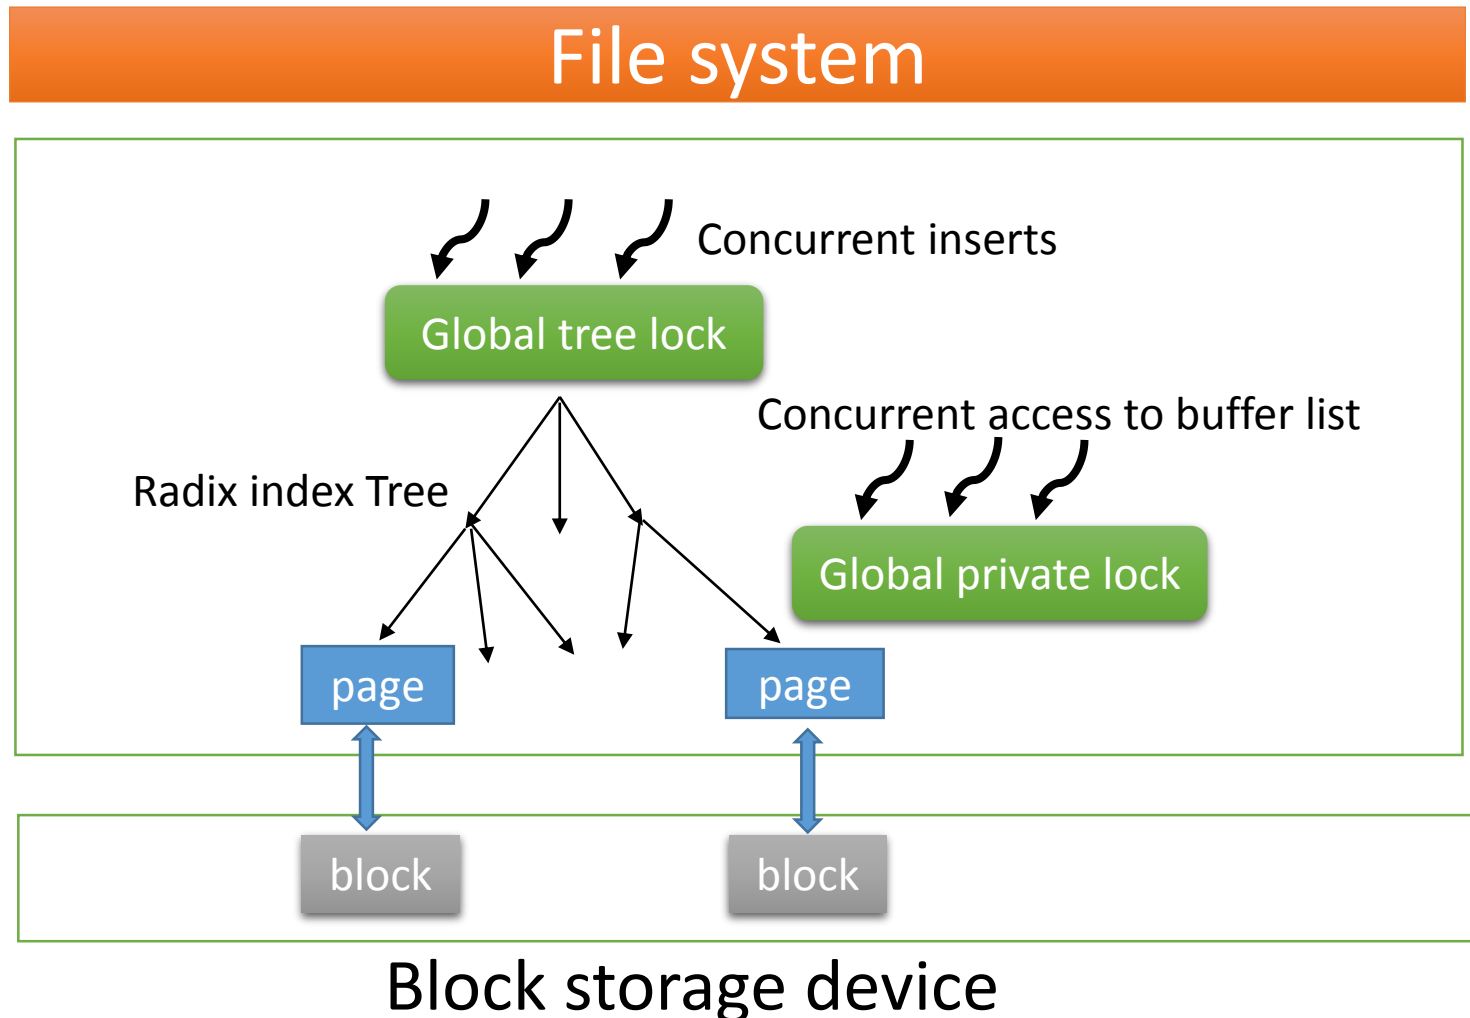 File system
Concurrent inserts
Global tree lock
Concurrent access to buffer list
Radix index Tree
Global private lock
page
page
block
block
Block storage device